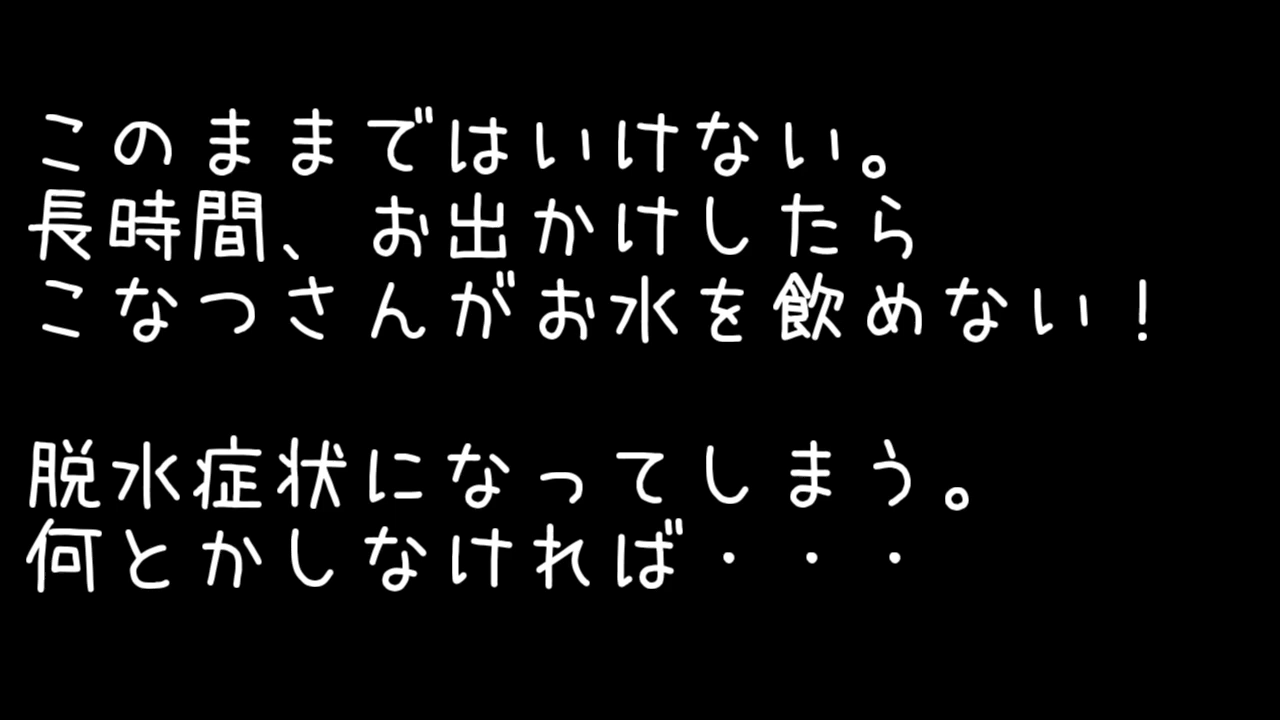 このままではいけない。
長時間、お出かけしたら
こなつさんがお水を飲めない！
脱水症状になってしまう。
何とかしなければ・・・